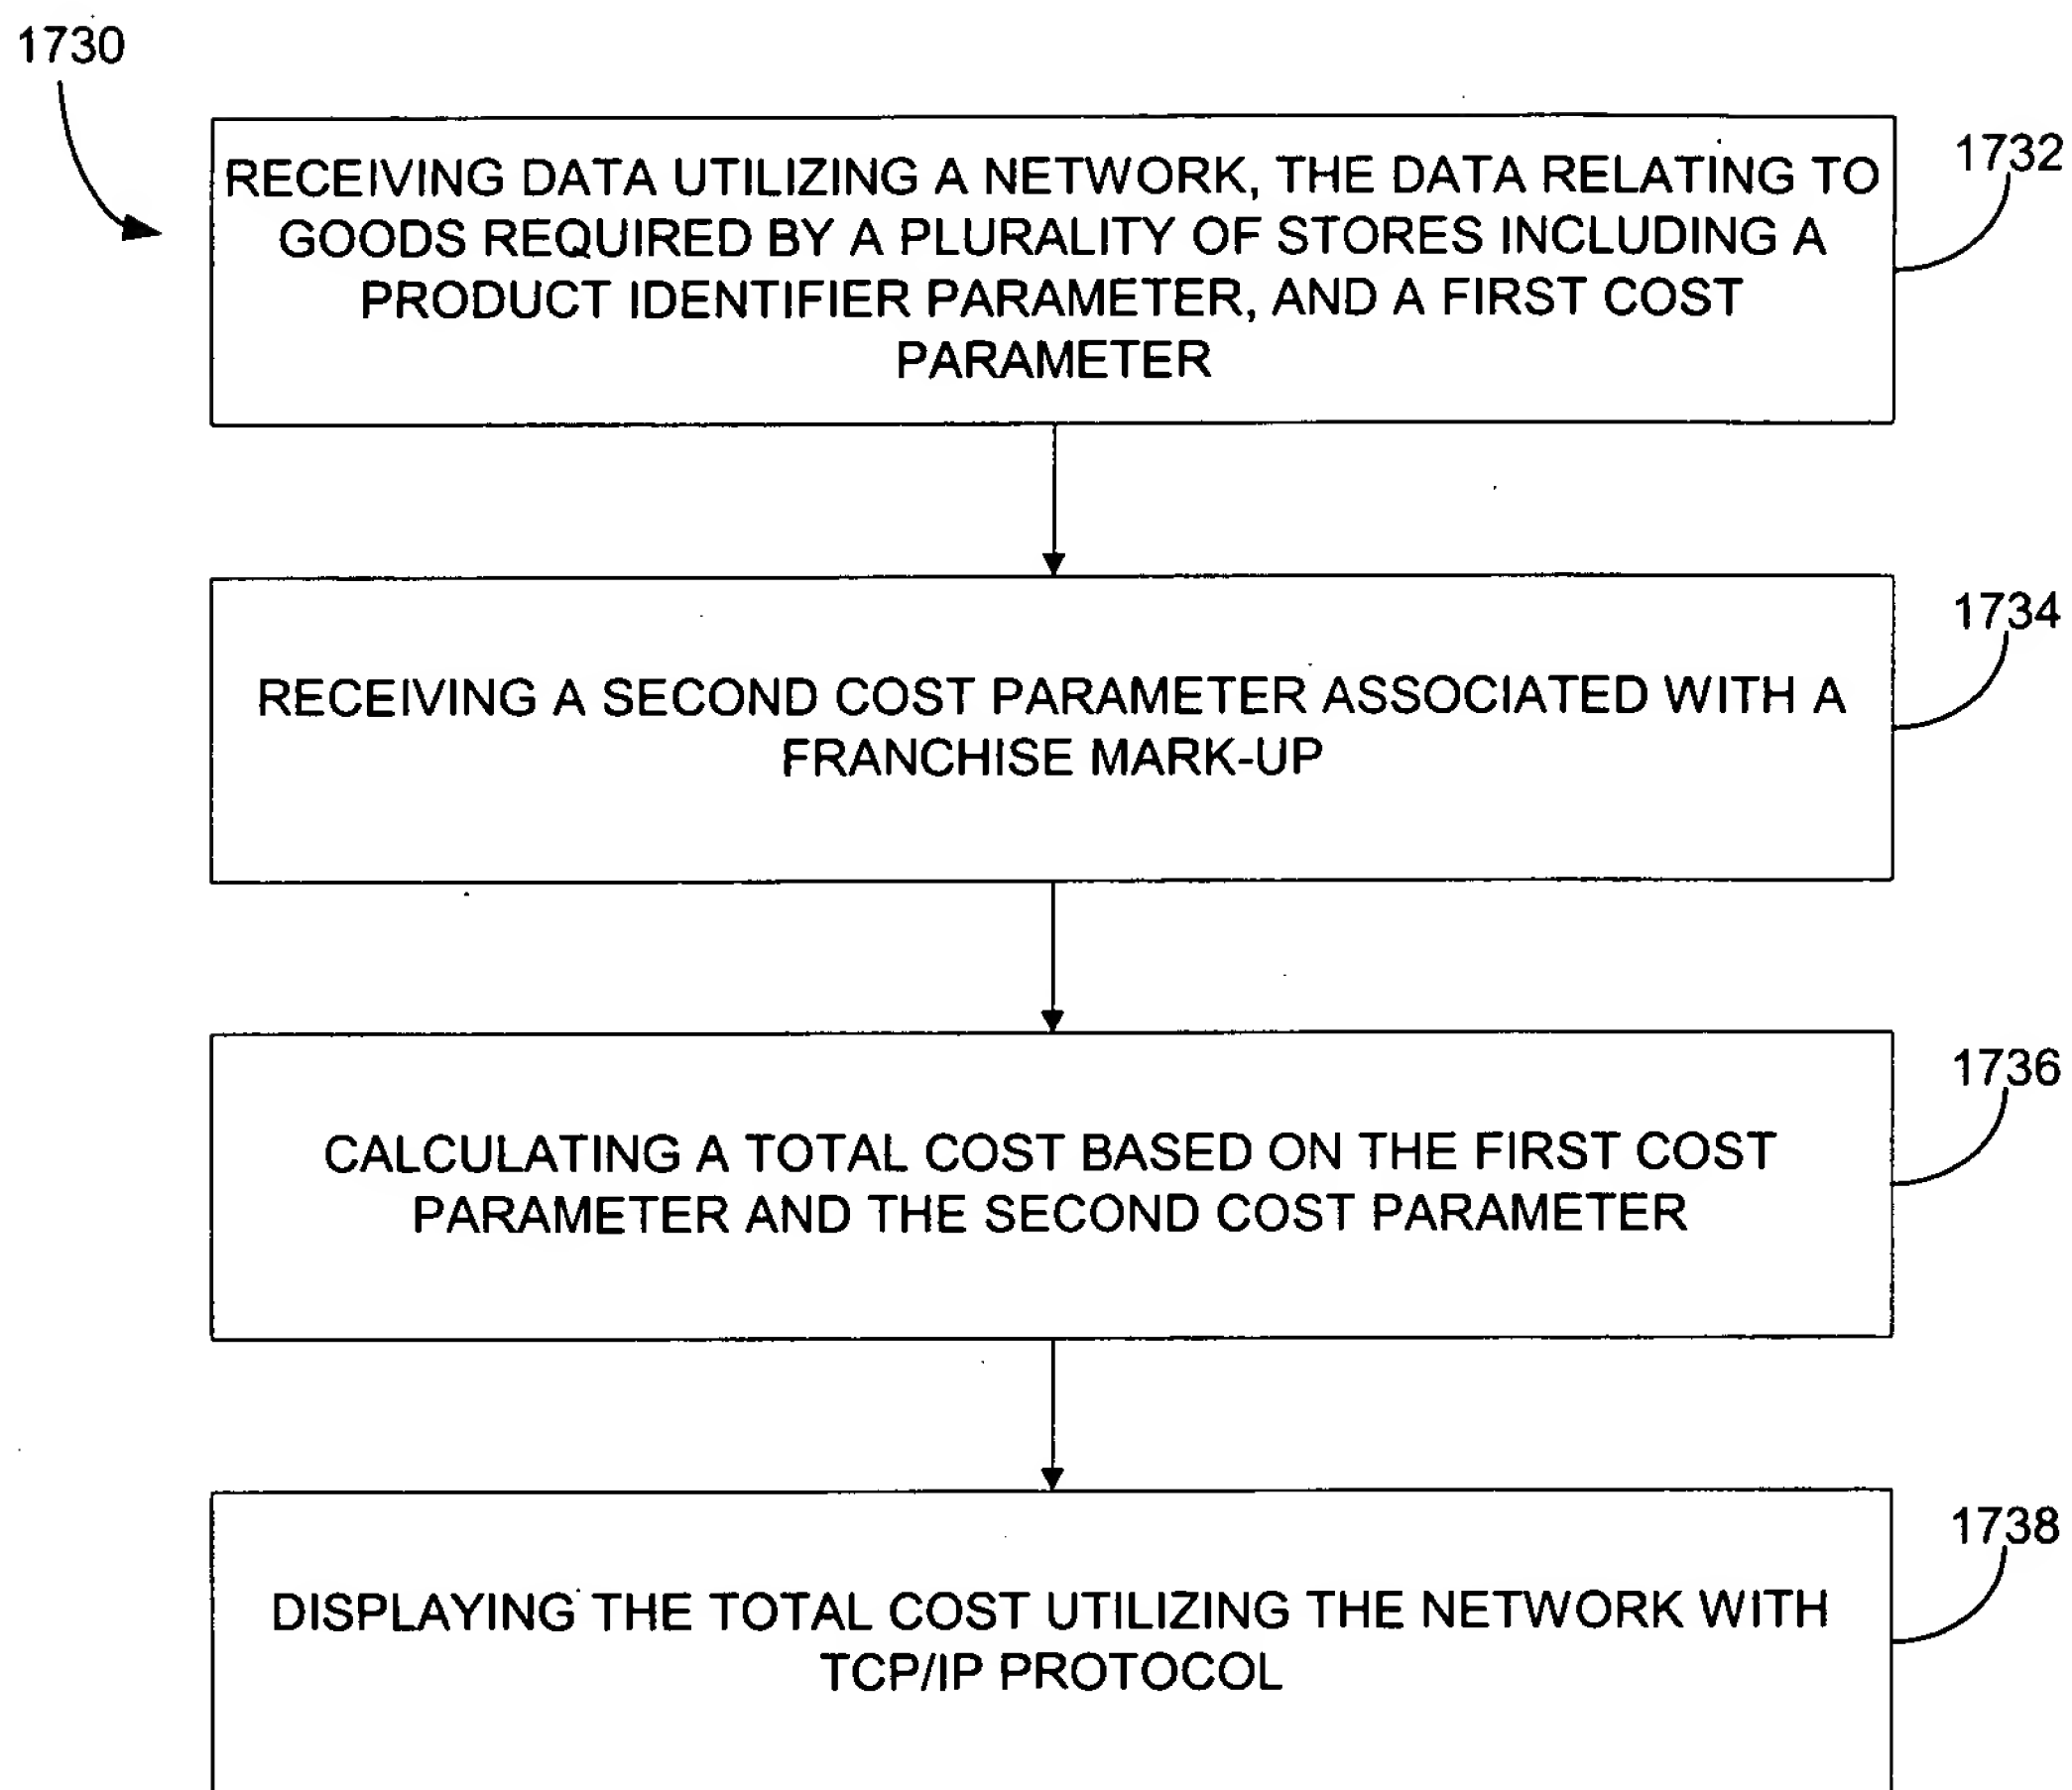 1730
RECEIVING DATA UTILIZING A NETWORK, THE DATA RELATING TO
GOODS REQUIRED BY A PLURALITY OF STORES INCLUDING A
PRODUCT IDENTIFIER PARAMETER, AND A FIRST COST
PARAMETER
1732
RECEIVING A SECOND COST PARAMETER ASSOCIATED WITH A
FRANCHISE MARK-UP
1734
CALCULATING A TOTAL COST BASED ON THE FIRST COST
PARAMETER AND THE SECOND COST PARAMETER
1736
DISPLAYING THE TOTAL COST UTILIZING THE NETWORK WITH
TCP/IP PROTOCOL
1738